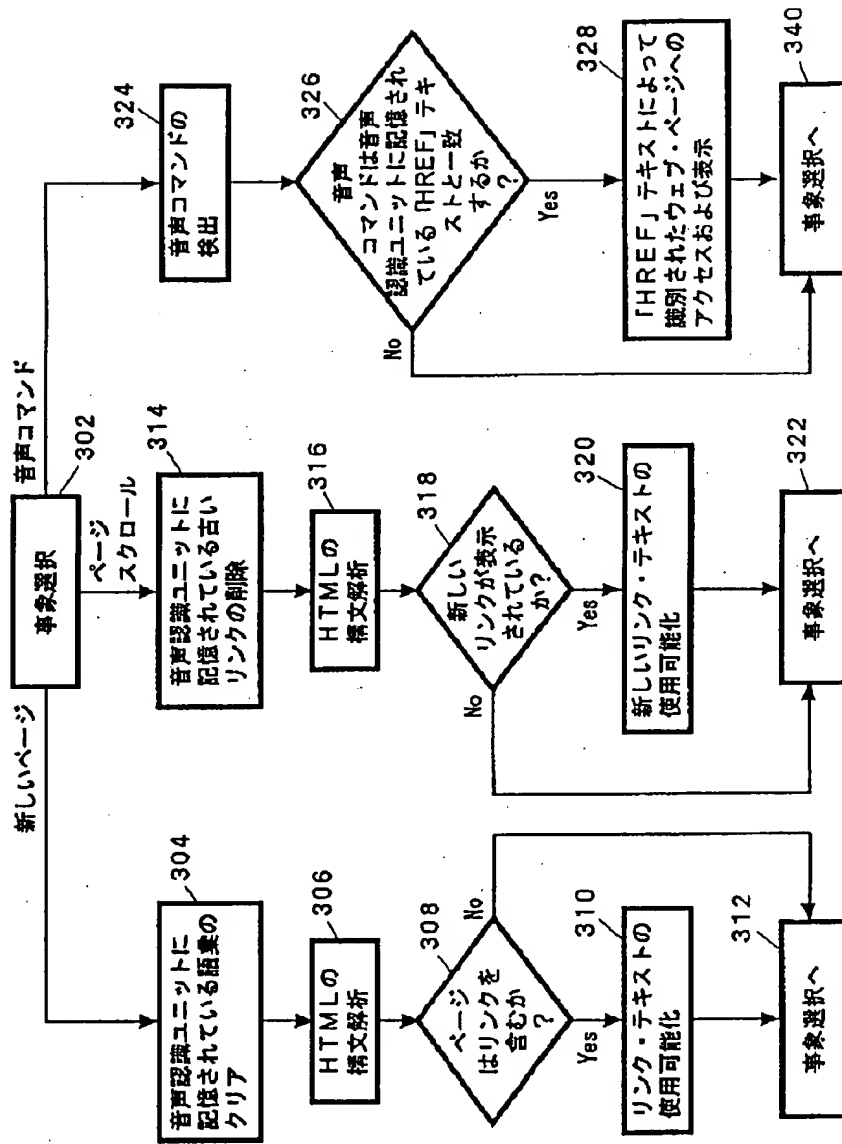 事象選択
302
新しいページ
ページ
スクロール
音声コマンド
304
音声認識ユニットに
記憶されている語彙の
クリア
306
HTMLの
構文解析
308
ページ
はリンクを
含むか
?
No
Yes
310
リンク・テキストの
使用可能化
312
事象選択へ
314
音声認識ユニットに
記憶されている古い
リンクの削除
316
HTMLの
構文解析
318
新しい
リンクが表示
されている
か?
No
Yes
320
新しいリンク・テキストの
使用可能化
322
事象選択へ
324
音声コマンドの
検出
326
音声
コマンドは音声
認識ユニットに記憶され
ている「HREF」テキ
ストと一致
するか
?
No
Yes
328
「HREF」テキストによって
識別されたウェブ・ページへの
アクセスおよび表示
340
事象選択へ